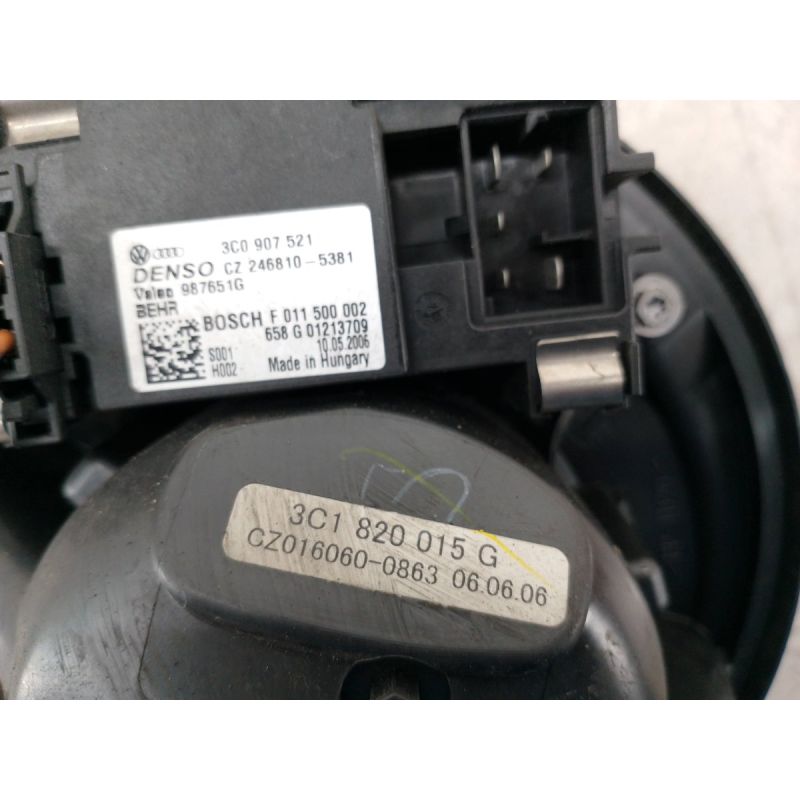 3C0 907 521
DENSO CZ 246810-5381
Valeo 987651G
BEHR
BOSCH F 011 500 002
658 G 01213709
10.05.2006
S001
H002
Made in Hungary
3C1 820 015 G
CZ016060-0863 06.06.06